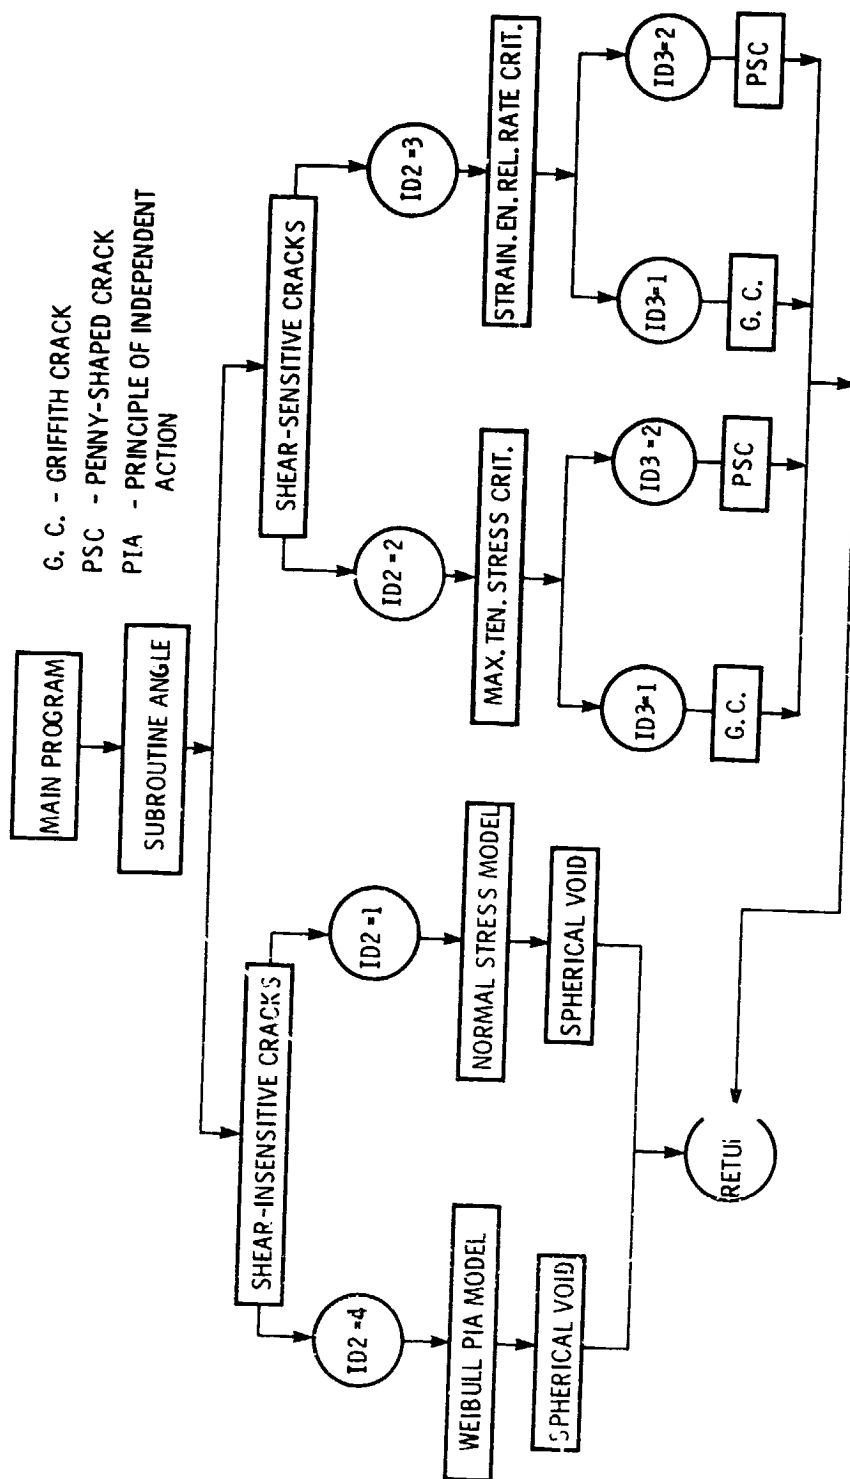 G. C. - GRIFFITH CRACK
PSC - PENNY-SHAPED CRACK
PIA - PRINCIPLE OF INDEPENDENT
ACTION
MAIN PROGRAM
SUBROUTINE ANGLE
SHEAR-INSENSITIVE CRACKS
SHEAR-SENSITIVE CRACKS
ID2=4
ID2=1
ID2=2
ID2=3
WEIBULL PIA MODEL
NORMAL STRESS MODEL
MAX. TEN. STRESS CRIT.
STRAIN. EN. REL. RATE CRIT.
SPHERICAL VOID
SPHERICAL VOID
ID3=1
ID3=2
ID3=1
ID3=2
G. C.
PSC
G. C.
PSC